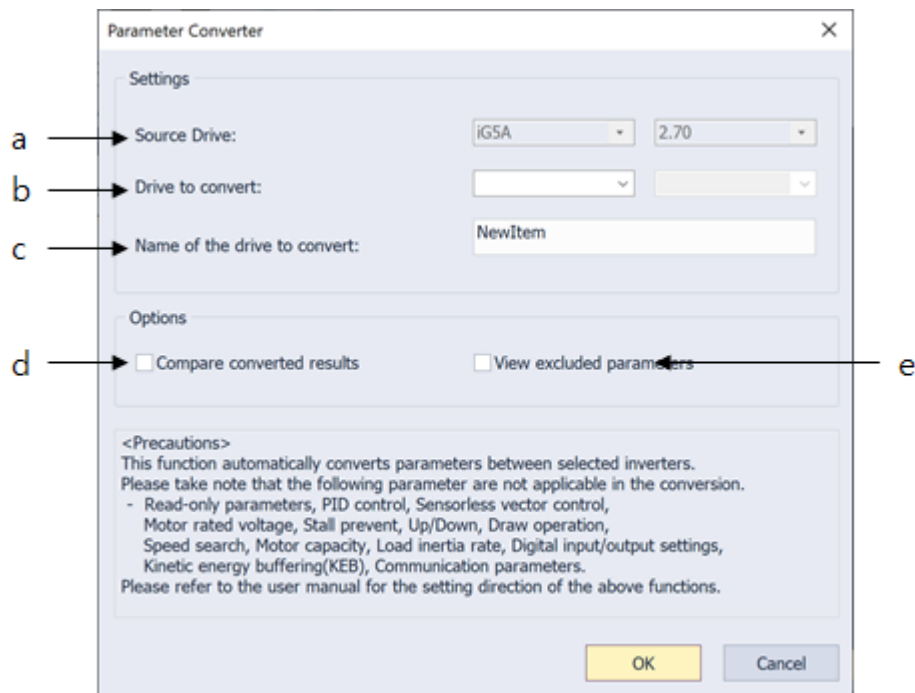 Parameter Converter
Settings
a Source Drive: iG5A 2.70
b Drive to convert:
c Name of the drive to convert: NewItem
Options
d Compare converted results View excluded parameters e
<Precautions>
This function automatically converts parameters between selected inverters.
Please take note that the following parameter are not applicable in the conversion.
- Read-only parameters, PID control, Sensorless vector control,
Motor rated voltage, Stall prevent, Up/Down, Draw operation,
Speed search, Motor capacity, Load inertia rate, Digital input/output settings,
Kinetic energy buffering(KEB), Communication parameters.
Please refer to the user manual for the setting direction of the above functions.
OK Cancel